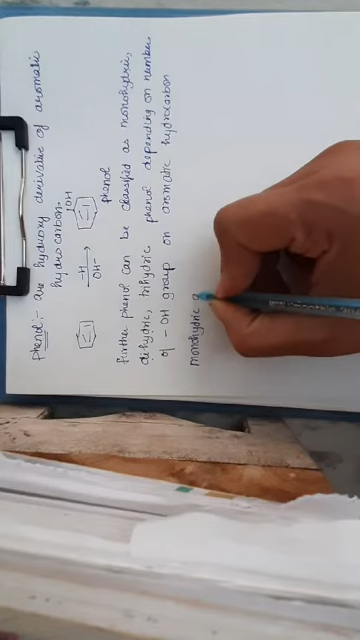 Phenol:- are hydroxy derivative of aromatic
hydrocarbon.
-H
OH-
OH
phenol
further phenol can be classified as monohydric,
dihydric, trihydric phenol depending on number
of -OH group on aromatic hydrocarbon
monohydric